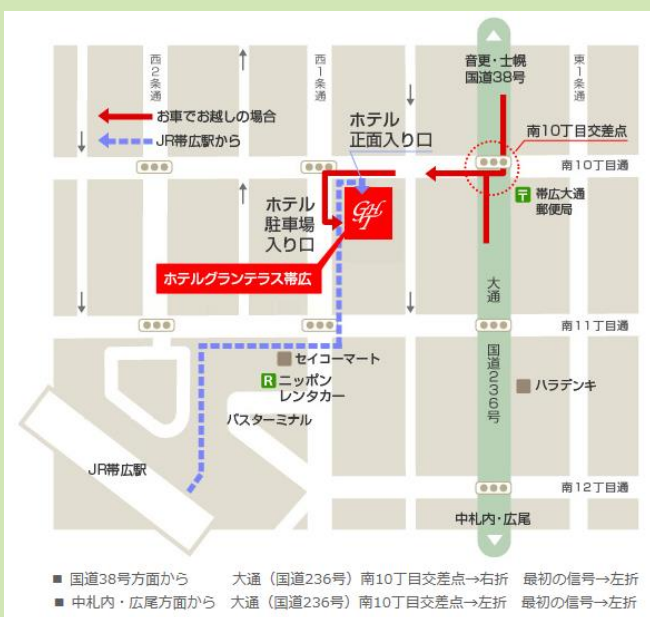 西2条通
西1条通
音更・士幌
国道38号
東1条通
お車でお越しの場合
JR帯広駅から
ホテル
正面入り口
南10丁目交差点
南10丁目通
ホテル
駐車場
入り口
GHT
〒 帯広大通
郵便局
ホテルグランテラス帯広
大通
南11丁目通
国道236号
セイコーマート
R ニッポン
レンタカー
ハラデンキ
バスターミナル
JR帯広駅
南12丁目通
中札内・広尾
■ 国道38号方面から 大通（国道236号）南10丁目交差点→右折 最初の信号→左折
■ 中札内・広尾方面から 大通（国道236号）南10丁目交差点→左折 最初の信号→左折